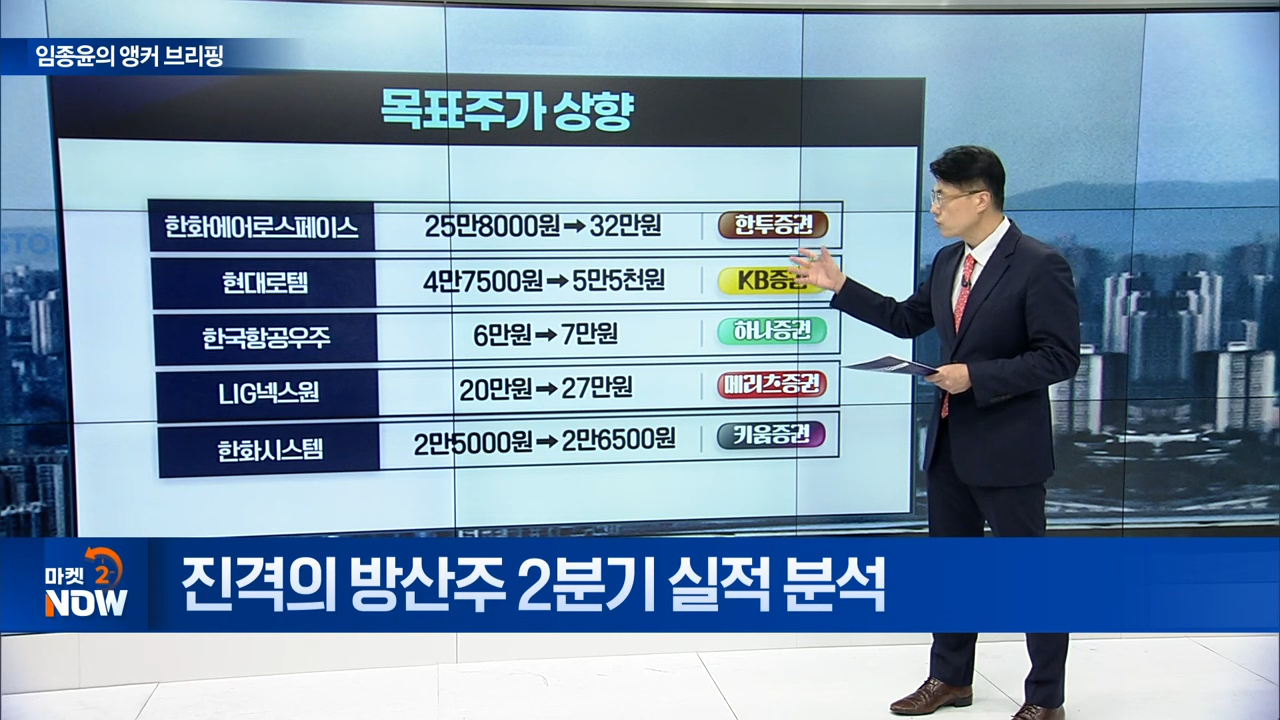 임종윤의 앵커 브리핑
목표주가 상향
한화에어로스페이스 25만8000원→32만원 한투증권
현대로템 4만7500원→5만5천원 KB증권
한국항공우주 6만원→7만원 하나증권
LIG넥스원 20만원→27만원 메리츠증권
한화시스템 2만5000원→2만6500원 키움증권
마켓 2
NOW
진격의 방산주 2분기 실적 분석